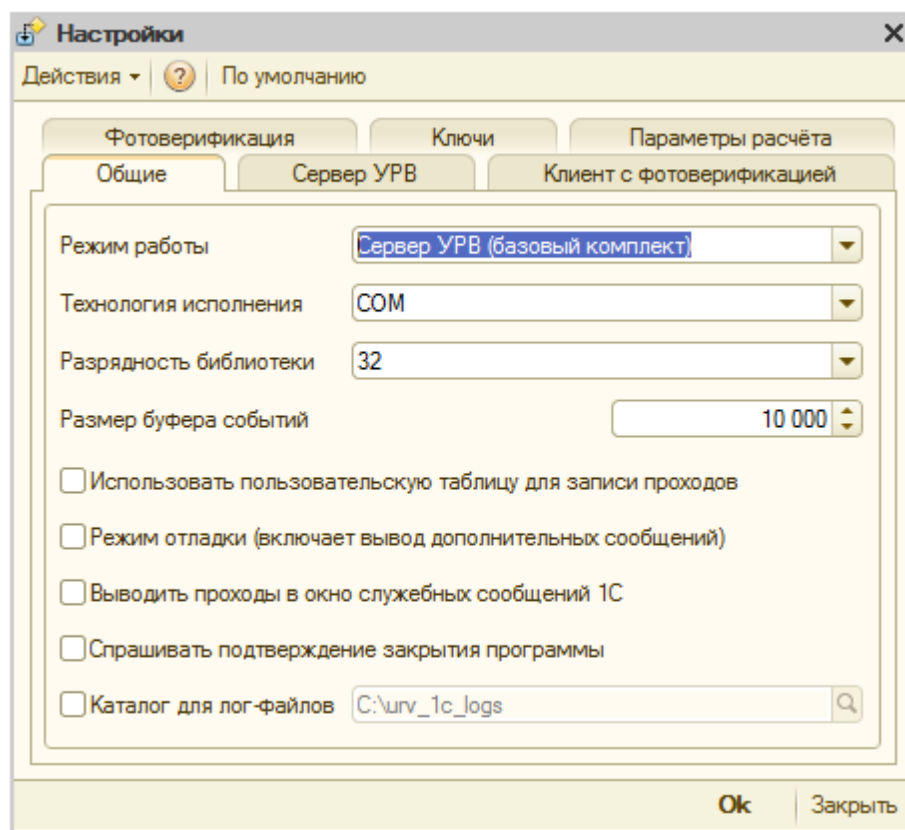 Настройки
Действия ? По умолчанию
Фотоверификация Ключи Параметры расчёта
Общие Сервер УРВ Клиент с фотоверификацией
Режим работы Сервер УРВ (базовый комплект)
Технология исполнения COM
Разрядность библиотеки 32
Размер буфера событий 10 000
Использовать пользовательскую таблицу для записи проходов
Режим отладки (включает вывод дополнительных сообщений)
Выводить проходы в окно служебных сообщений 1С
Спрашивать подтверждение закрытия программы
Каталог для лог-файлов C:\urv_1c_logs
Ok Закрыть